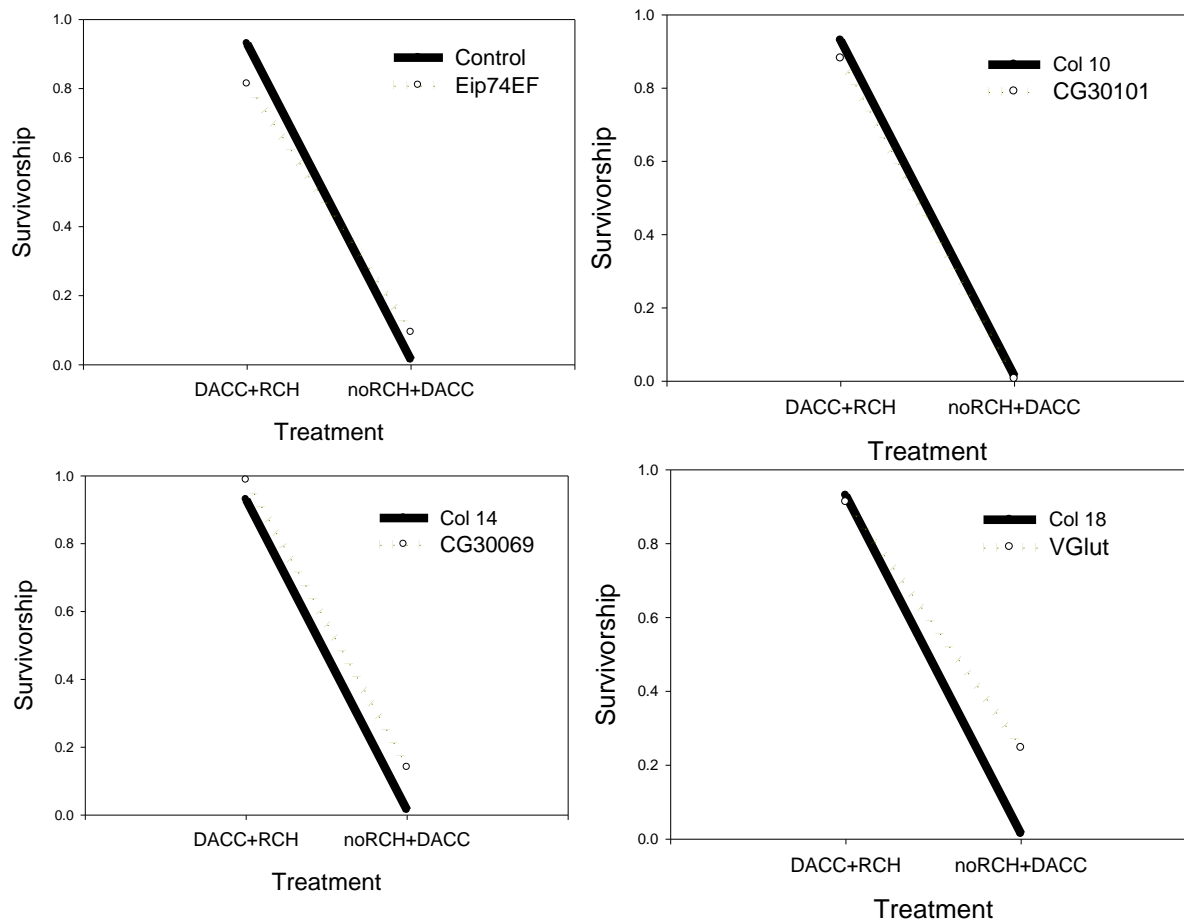 1.0
0.8
0.6
0.4
0.2
0.0
Survivorship
Control
Eip74EF
DACC+RCH noRCH+DACC
Treatment
1.0
0.8
0.6
0.4
0.2
0.0
Survivorship
Col 10
CG30101
DACC+RCH noRCH+DACC
Treatment
1.0
0.8
0.6
0.4
0.2
0.0
Survivorship
Col 14
CG30069
DACC+RCH noRCH+DACC
Treatment
1.0
0.8
0.6
0.4
0.2
0.0
Survivorship
Col 18
VGlut
DACC+RCH noRCH+DACC
Treatment